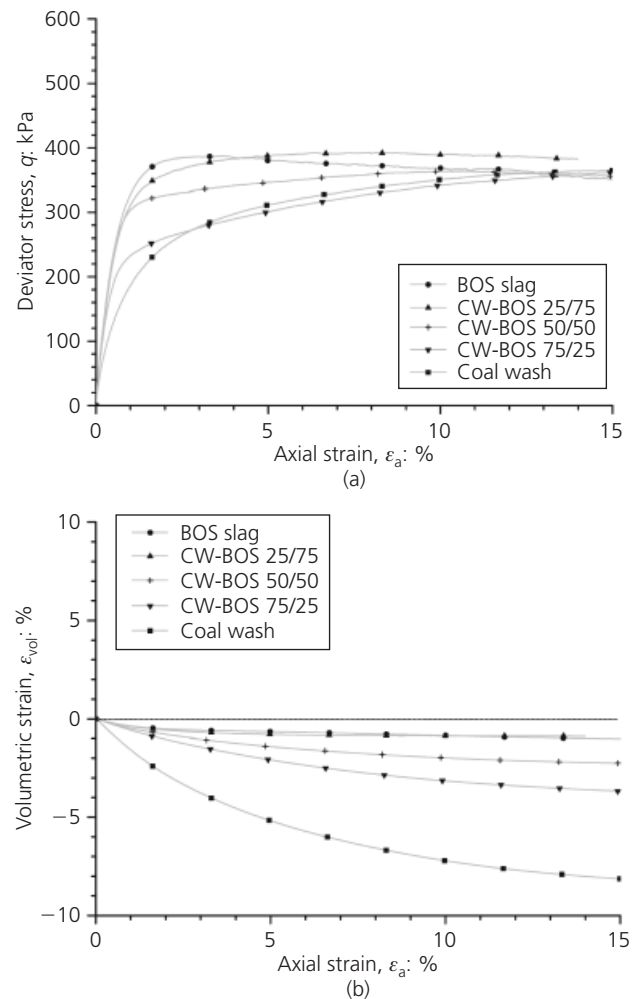 600
500
400
300
200
100
0
Deviator stress, q: kPa
BOS slag
CW-BOS 25/75
CW-BOS 50/50
CW-BOS 75/25
Coal wash
0 5 10 15
Axial strain, εa: %
(a)
10
5
0
−5
−10
Volumetric strain, εvol: %
BOS slag
CW-BOS 25/75
CW-BOS 50/50
CW-BOS 75/25
Coal wash
0 5 10 15
Axial strain, εa: %
(b)